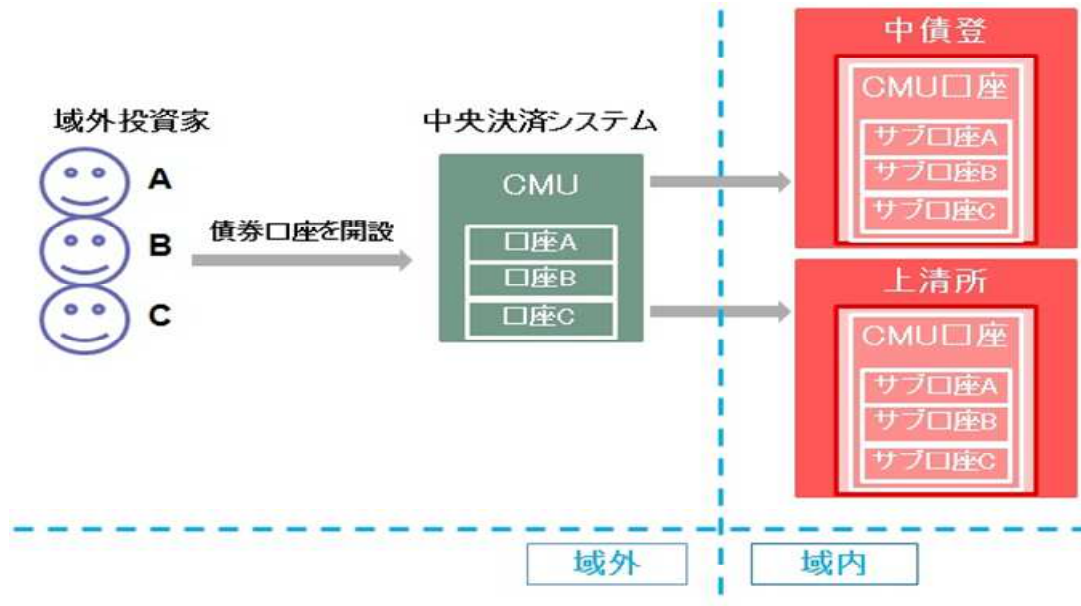 域外投資家
A
B
C
債券口座を開設
中央決済システム
CMU
口座A
口座B
口座C
中債登
CMU口座
サブ口座A
サブ口座B
サブ口座C
上清所
CMU口座
サブ口座A
サブ口座B
サブ口座C
域外
域内